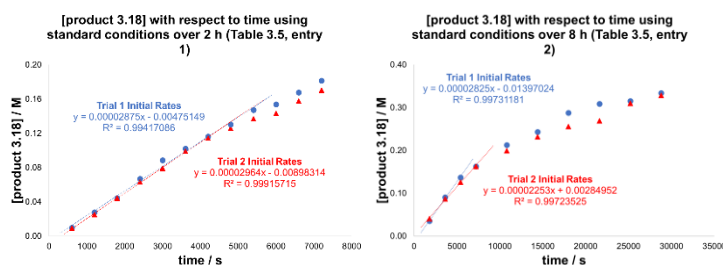 [product 3.18] with respect to time using
standard conditions over 2 h (Table 3.5, entry
1)
[product 3.18] / M
0.20
0.16
0.12
0.08
0.04
0.00
Trial 1 Initial Rates
y = 0.00002875x - 0.00475149
R² = 0.99417086
Trial 2 Initial Rates
y = 0.00002964x - 0.00898314
R² = 0.99915715
0 1000 2000 3000 4000 5000 6000 7000 8000
time / s
[product 3.18] with respect to time using
standard conditions over 8 h (Table 3.5, entry
2)
[product 3.18] / M
0.40
0.30
0.20
0.10
0.00
Trial 1 Initial Rates
y = 0.00002825x - 0.01397024
R² = 0.99731181
Trial 2 Initial Rates
y = 0.00002253x + 0.00284952
R² = 0.99723525
0 5000 10000 15000 20000 25000 30000 35000
time / s